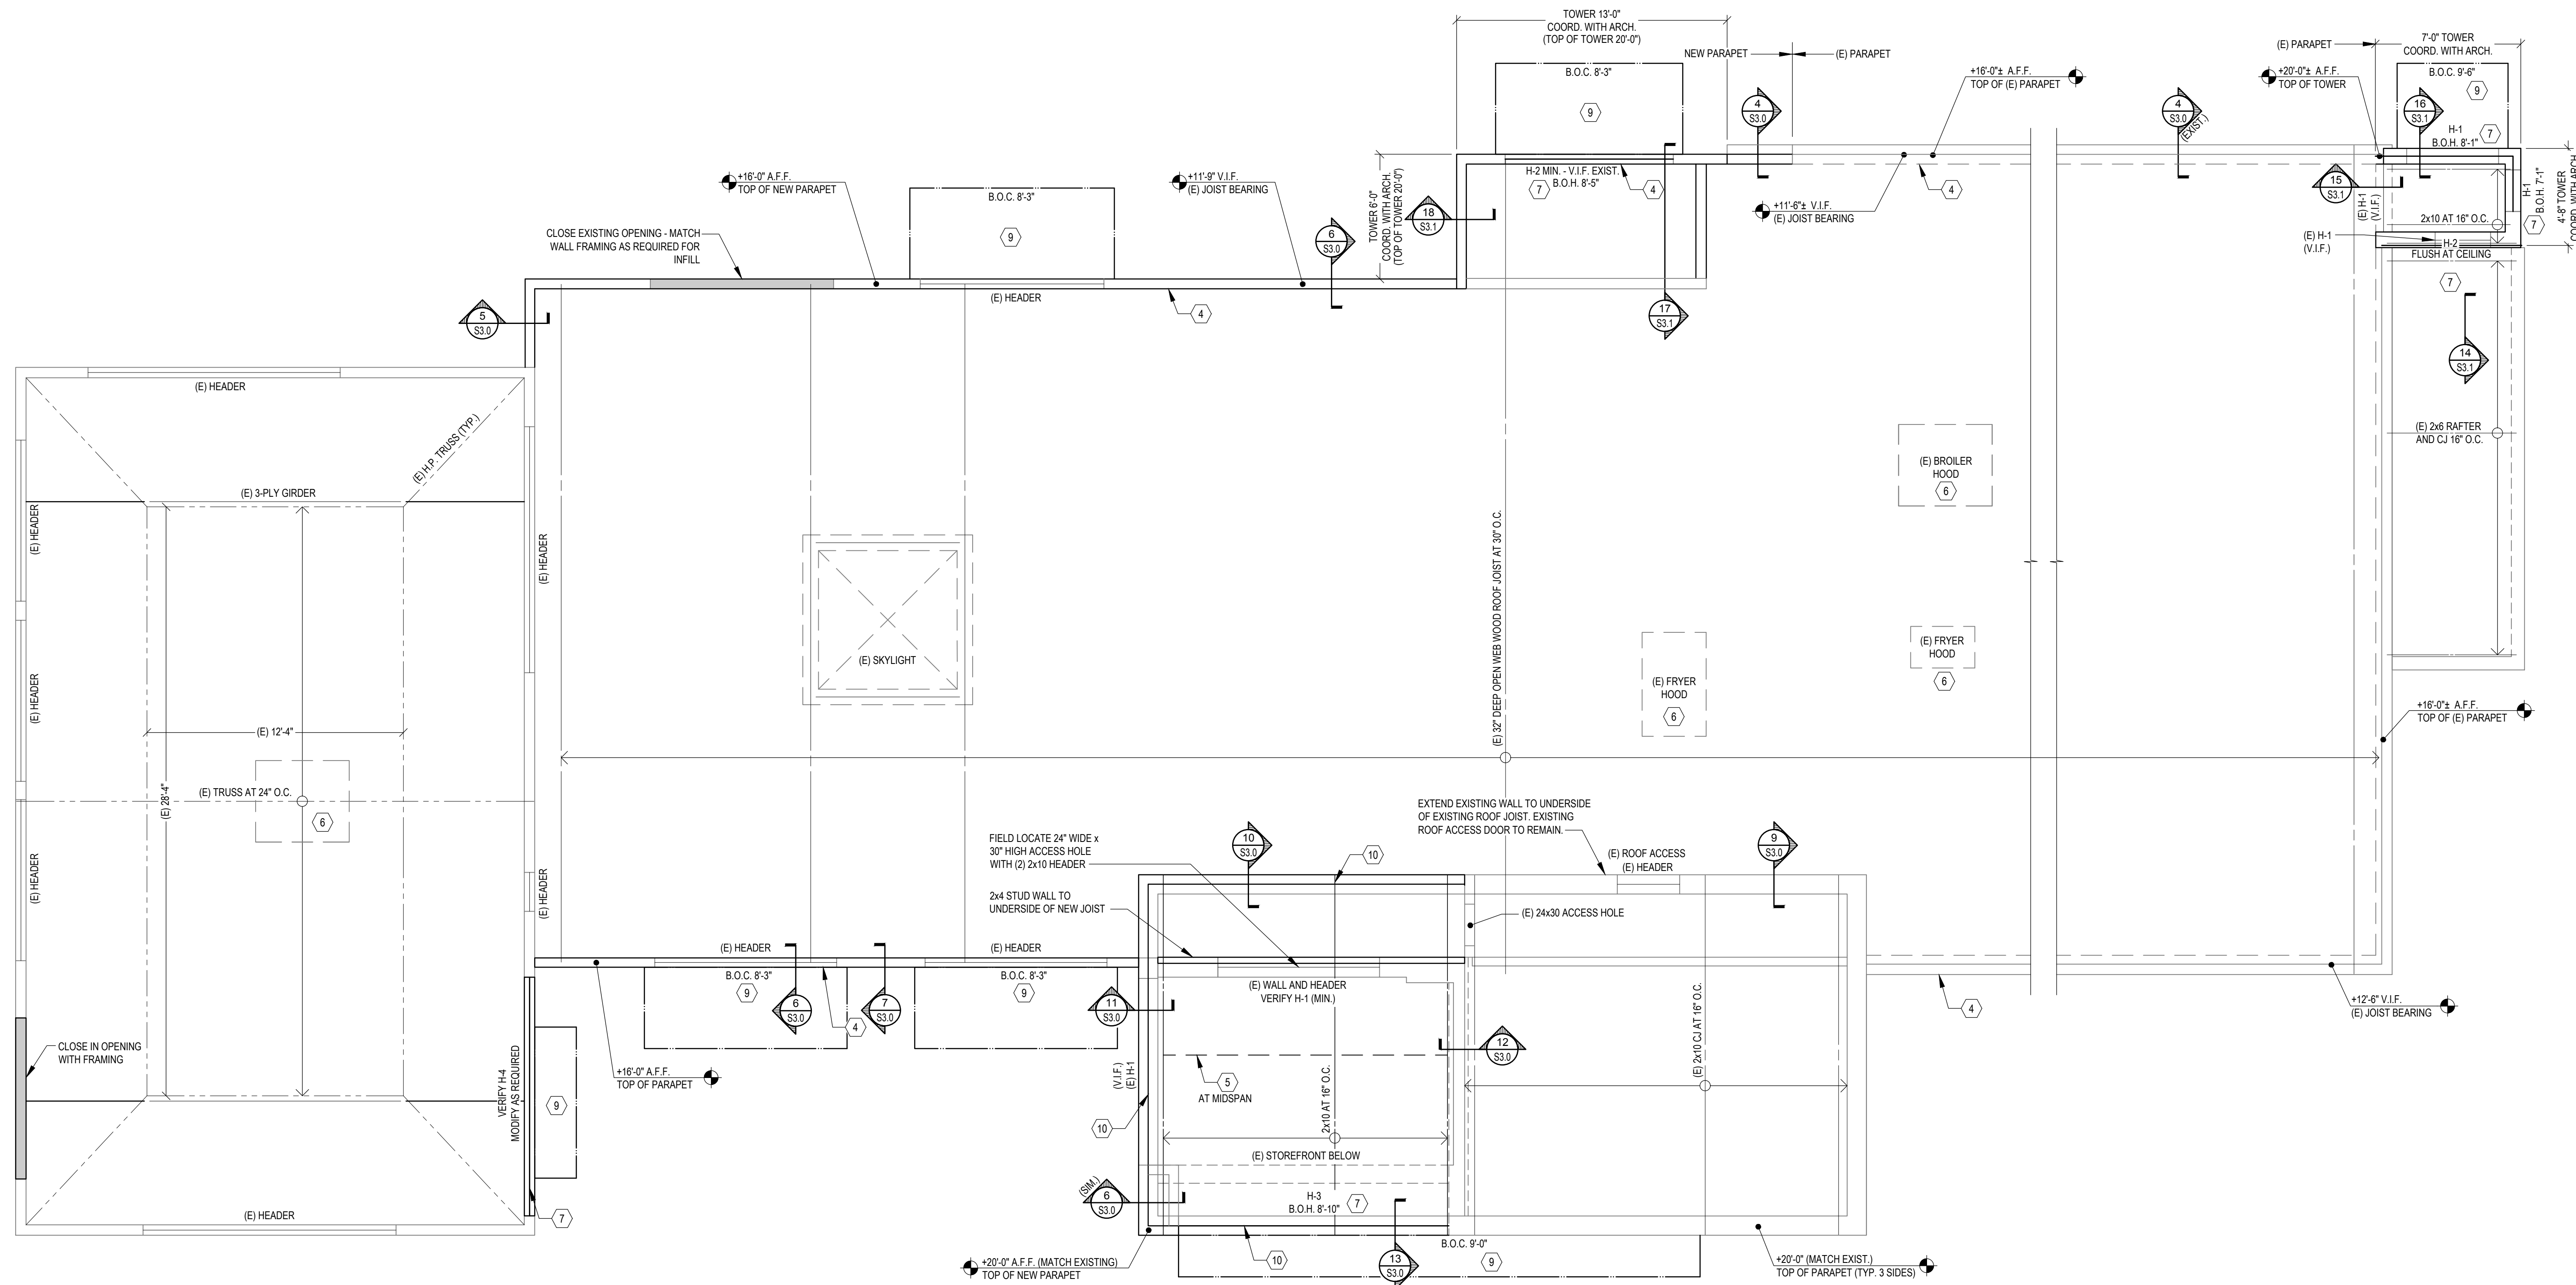 TOWER 13'-0"
COORD. WITH ARCH.
(TOP OF TOWER 20'-0")
NEW PARAPET
(E) PARAPET
(E) PARAPET
7'-0" TOWER
COORD. WITH ARCH.
B.O.C. 8'-3"
9
4
S3.0
+16'-0"± A.F.F.
TOP OF (E) PARAPET
4
S3.0
(EXIST.)
+20'-0"± A.F.F.
TOP OF TOWER
B.O.C. 9'-6"
9
16
S3.1
H-1
7
B.O.H. 8'-1"
15
S3.1
(E) H-1
(V.I.F.)
H-1
B.O.H. 7'-1"
4'-8" TOWER
COORD. WITH ARCH.
2x10 AT 16" O.C.
7
(E) H-1
(V.I.F.)
H-2
FLUSH AT CEILING
7
14
S3.1
(E) 2x6 RAFTER
AND CJ 16" O.C.
+16'-0" A.F.F.
TOP OF NEW PARAPET
B.O.C. 8'-3"
9
+11'-9" V.I.F.
(E) JOIST BEARING
6
S3.0
TOWER 6'-0"
COORD. WITH ARCH.
(TOP OF TOWER 20'-0")
18
S3.1
H-2 MIN. - V.I.F. EXIST.
7
B.O.H. 8'-5"
4
17
S3.1
+11'-6"± V.I.F.
(E) JOIST BEARING
4
CLOSE EXISTING OPENING - MATCH
WALL FRAMING AS REQUIRED FOR
INFILL
(E) HEADER
4
5
S3.0
(E) HEADER
(E) H.P. TRUSS (TYP.)
(E) 3-PLY GIRDER
(E) HEADER
(E) HEADER
(E) HEADER
(E) HEADER
(E) HEADER
(E) 12'-4"
(E) 28'-4"
(E) TRUSS AT 24" O.C.
6
(E) SKYLIGHT
(E) 32" DEEP OPEN WEB WOOD ROOF JOIST AT 30" O.C.
(E) BROILER
HOOD
6
(E) FRYER
HOOD
6
(E) FRYER
HOOD
6
+16'-0"± A.F.F.
TOP OF (E) PARAPET
EXTEND EXISTING WALL TO UNDERSIDE
OF EXISTING ROOF JOIST. EXISTING
ROOF ACCESS DOOR TO REMAIN.
FIELD LOCATE 24" WIDE x
30" HIGH ACCESS HOLE
WITH (2) 2x10 HEADER
10
S3.0
10
(E) ROOF ACCESS
(E) HEADER
9
S3.0
2x4 STUD WALL TO
UNDERSIDE OF NEW JOIST
(E) 24x30 ACCESS HOLE
(E) HEADER
(E) HEADER
B.O.C. 8'-3"
9
6
S3.0
4
7
S3.0
B.O.C. 8'-3"
9
11
S3.0
(E) WALL AND HEADER
VERIFY H-1 (MIN.)
12
S3.0
4
+12'-6" V.I.F.
(E) JOIST BEARING
CLOSE IN OPENING
WITH FRAMING
VERIFY H-4
MODIFY AS REQUIRED
9
+16'-0" A.F.F.
TOP OF PARAPET
(V.I.F.)
(E) H-1
5
AT MIDSPAN
2x10 AT 16" O.C.
(E) 2x10 CJ AT 16" O.C.
10
(E) STOREFRONT BELOW
(SIM.)
6
S3.0
H-3
B.O.H. 8'-10"
7
(E) HEADER
7
10
13
S3.0
B.O.C. 9'-0"
9
+20'-0" A.F.F. (MATCH EXISTING)
TOP OF NEW PARAPET
+20'-0" (MATCH EXIST.)
TOP OF PARAPET (TYP. 3 SIDES)